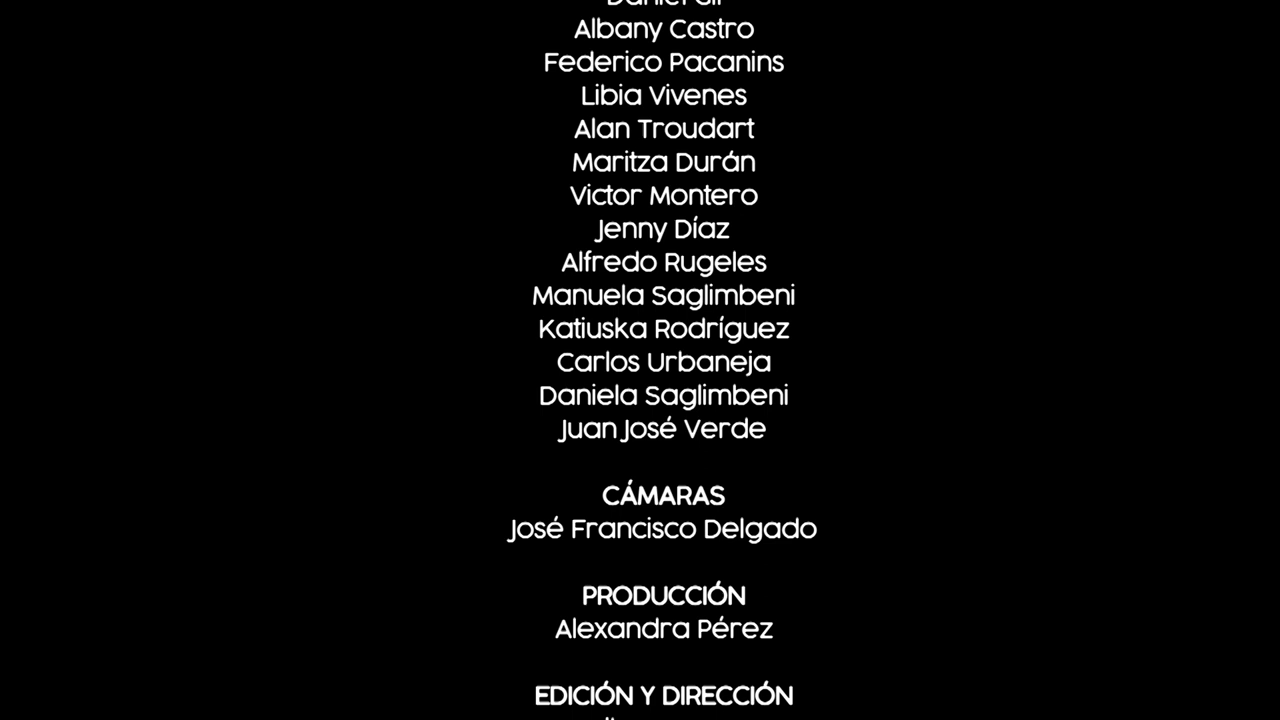 Albany Castro
Federico Pacanins
Libia Vivenes
Alan Troudart
Maritza Durán
Victor Montero
Jenny Díaz
Alfredo Rugeles
Manuela Saglimbeni
Katiuska Rodríguez
Carlos Urbaneja
Daniela Saglimbeni
Juan José Verde
CÁMARAS
José Francisco Delgado
PRODUCCIÓN
Alexandra Pérez
EDICIÓN Y DIRECCIÓN